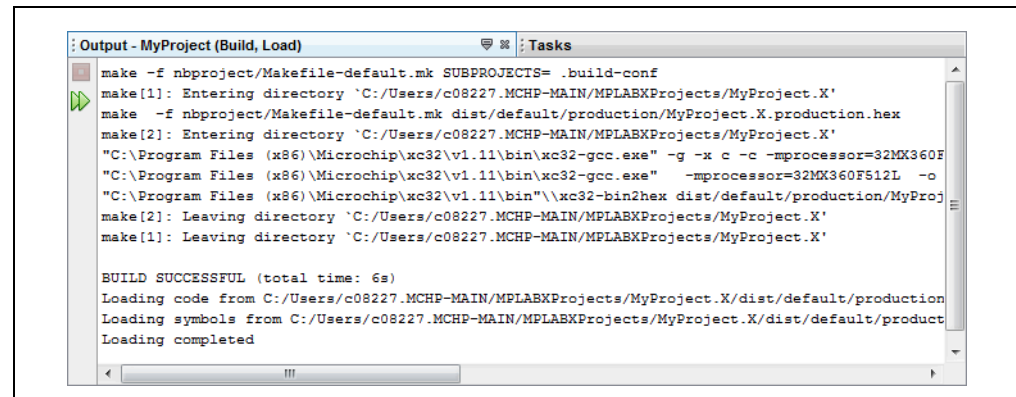 Output - MyProject (Build, Load) Tasks
make -f nbproject/Makefile-default.mk SUBPROJECTS= .build-conf
make[1]: Entering directory `C:/Users/c08227.MCHP-MAIN/MPLABXProjects/MyProject.X'
make  -f nbproject/Makefile-default.mk dist/default/production/MyProject.X.production.hex
make[2]: Entering directory `C:/Users/c08227.MCHP-MAIN/MPLABXProjects/MyProject.X'
"C:\Program Files (x86)\Microchip\xc32\v1.11\bin\xc32-gcc.exe" -g -x c -c -mprocessor=32MX360F
"C:\Program Files (x86)\Microchip\xc32\v1.11\bin\xc32-gcc.exe"   -mprocessor=32MX360F512L  -o
"C:\Program Files (x86)\Microchip\xc32\v1.11\bin"\\xc32-bin2hex dist/default/production/MyProj
make[2]: Leaving directory `C:/Users/c08227.MCHP-MAIN/MPLABXProjects/MyProject.X'
make[1]: Leaving directory `C:/Users/c08227.MCHP-MAIN/MPLABXProjects/MyProject.X'
BUILD SUCCESSFUL (total time: 6s)
Loading code from C:/Users/c08227.MCHP-MAIN/MPLABXProjects/MyProject.X/dist/default/production
Loading symbols from C:/Users/c08227.MCHP-MAIN/MPLABXProjects/MyProject.X/dist/default/product
Loading completed